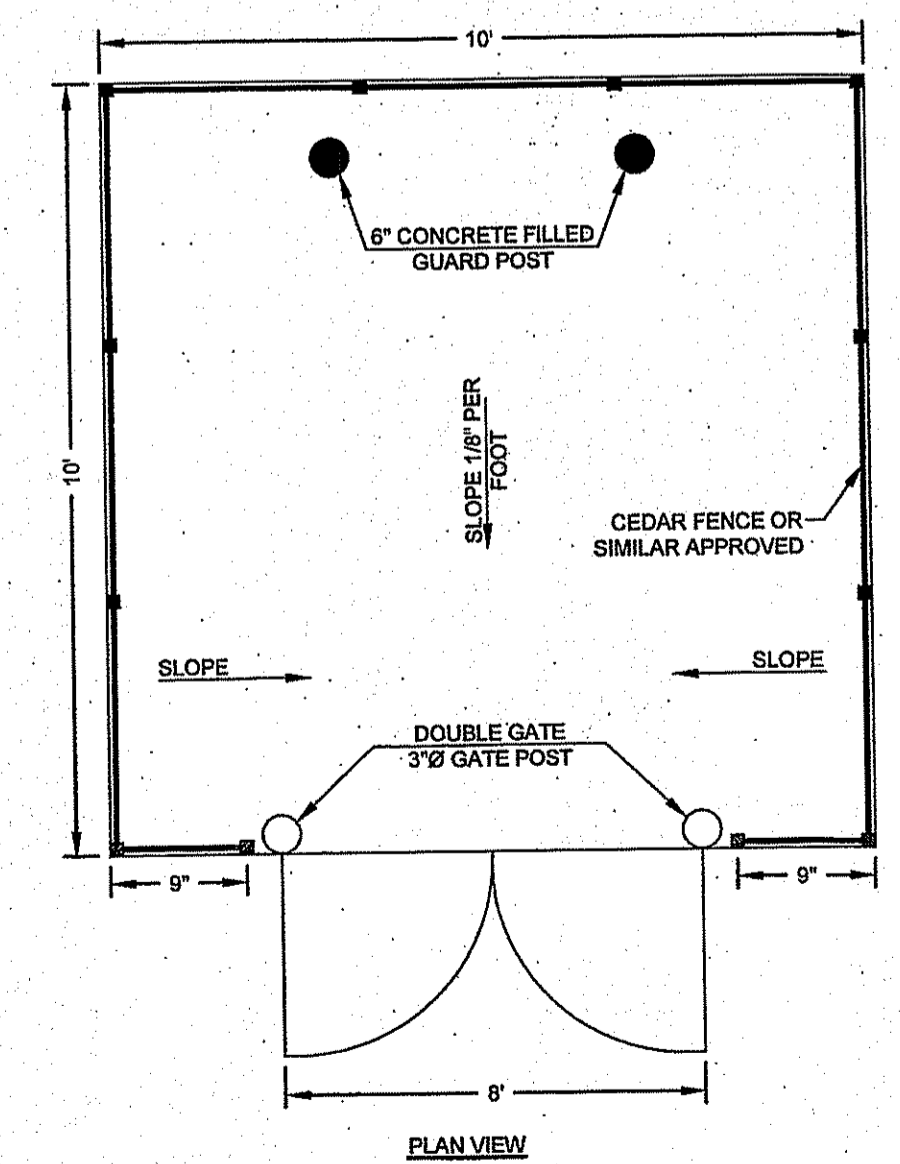 10'
6" CONCRETE FILLED
GUARD POST
10'
SLOPE 1/8" PER
FOOT
CEDAR FENCE OR
SIMILAR APPROVED
SLOPE
SLOPE
DOUBLE GATE
3"Ø GATE POST
9"
9"
8'
PLAN VIEW